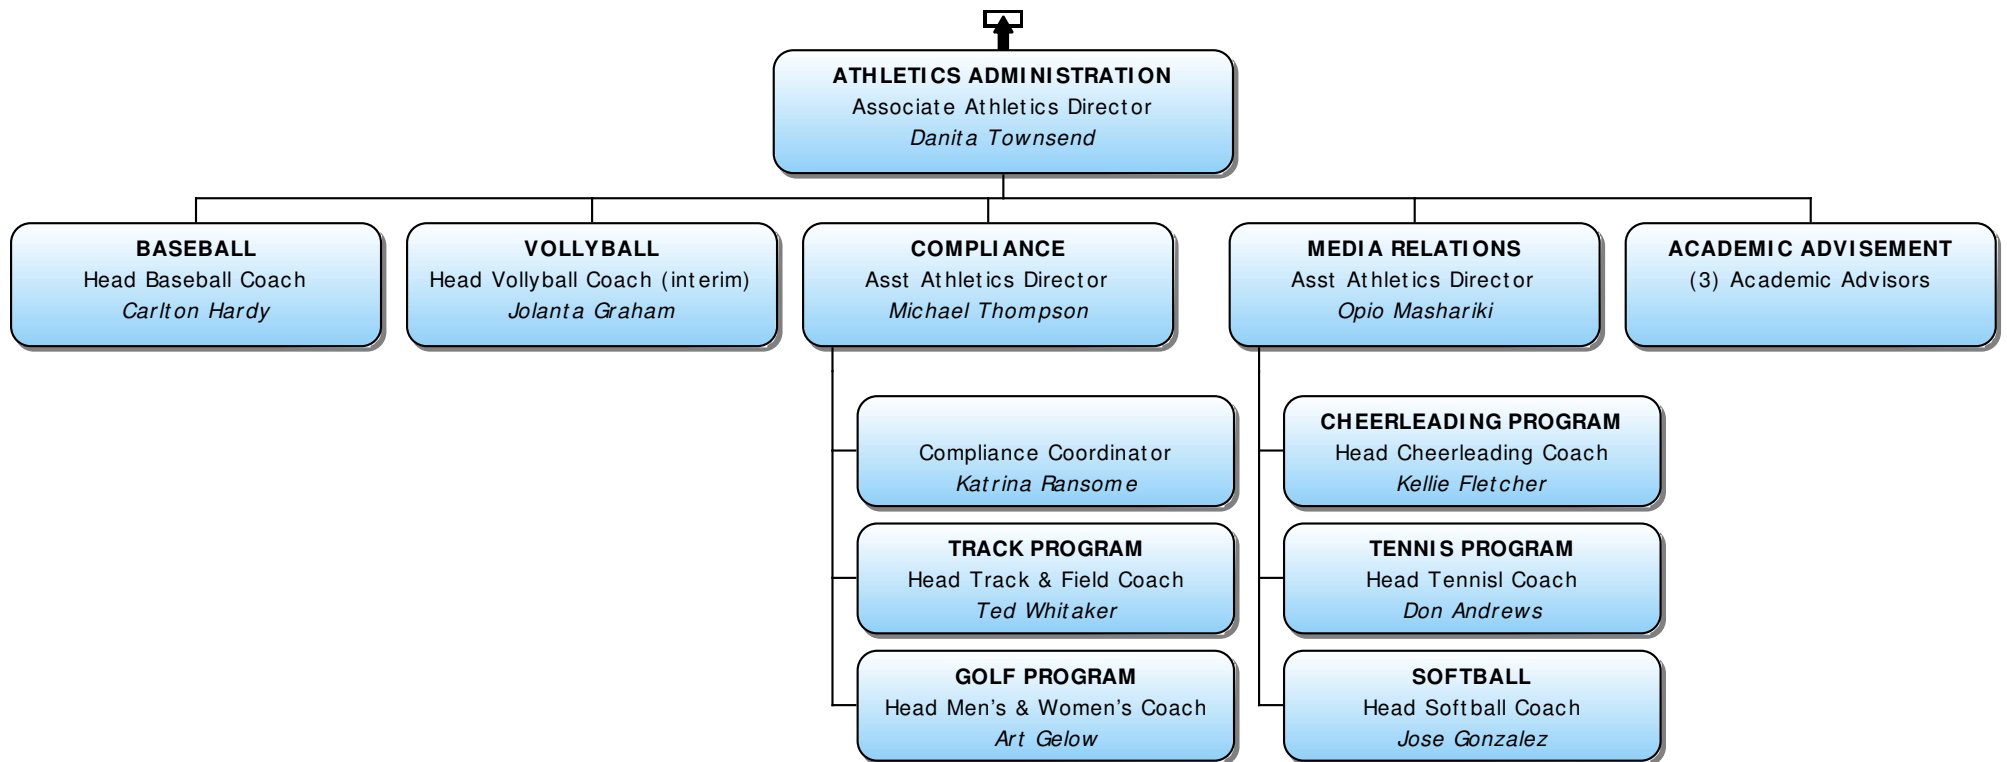 ATHLETICS ADMINISTRATION
Associate Athletics Director
Danita Townsend
BASEBALL
Head Baseball Coach
Carlton Hardy
VOLLYBALL
Head Vollyball Coach (interim)
Jolanta Graham
COMPLIANCE
Asst Athletics Director
Michael Thompson
MEDIA RELATIONS
Asst Athletics Director
Opio Mashariki
ACADEMIC ADVISEMENT
(3) Academic Advisors
Compliance Coordinator
Katrina Ransome
TRACK PROGRAM
Head Track & Field Coach
Ted Whitaker
GOLF PROGRAM
Head Men's & Women's Coach
Art Gelow
CHEERLEADING PROGRAM
Head Cheerleading Coach
Kellie Fletcher
TENNIS PROGRAM
Head Tennisl Coach
Don Andrews
SOFTBALL
Head Softball Coach
Jose Gonzalez